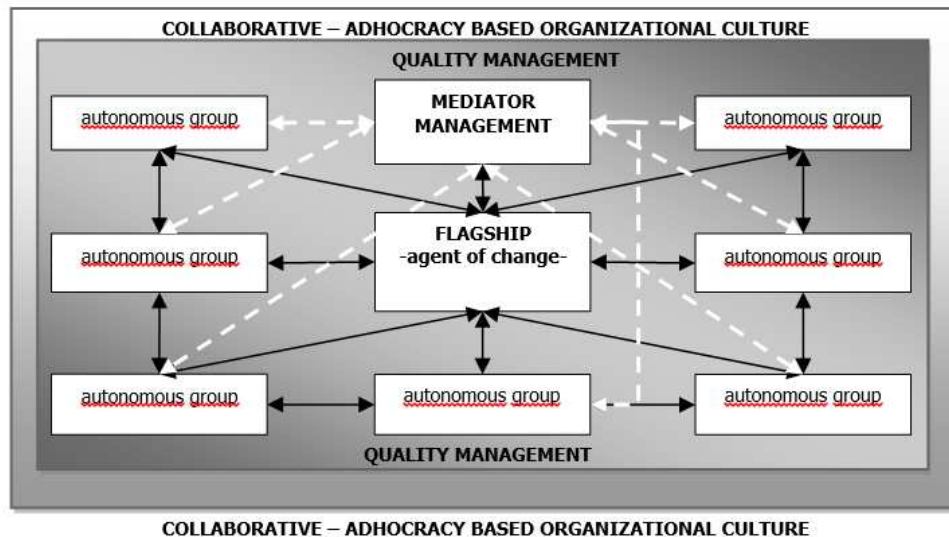 COLLABORATIVE – ADHOCRACY BASED ORGANIZATIONAL CULTURE
QUALITY MANAGEMENT
autonomous group
MEDIATOR
MANAGEMENT
autonomous group
autonomous group
FLAGSHIP
-agent of change-
autonomous group
autonomous group
autonomous group
autonomous group
QUALITY MANAGEMENT
COLLABORATIVE – ADHOCRACY BASED ORGANIZATIONAL CULTURE